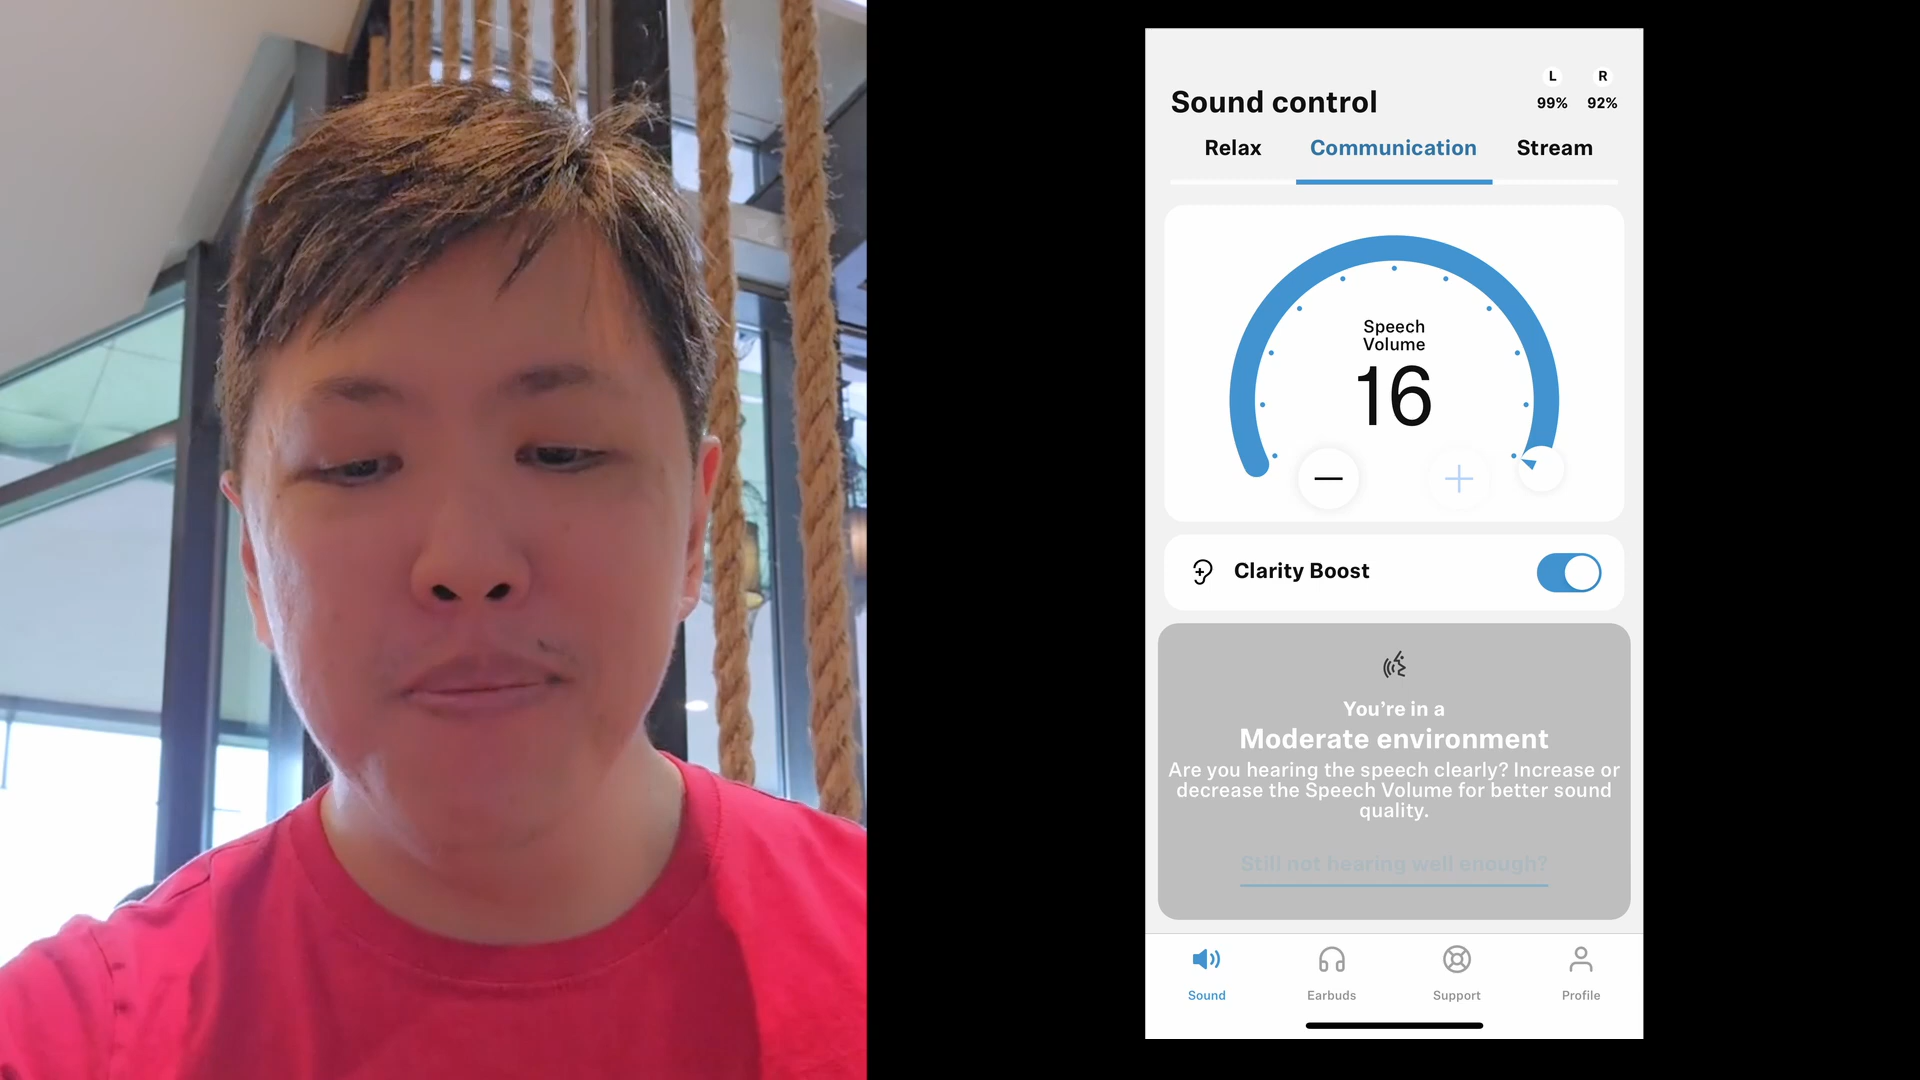 Sound control
L R
99% 92%
Relax Communication Stream
Speech
Volume
16
Clarity Boost
You're in a
Moderate environment
Are you hearing the speech clearly? Increase or
decrease the Speech Volume for better sound
quality.
Still not hearing well enough?
Sound Earbuds Support Profile